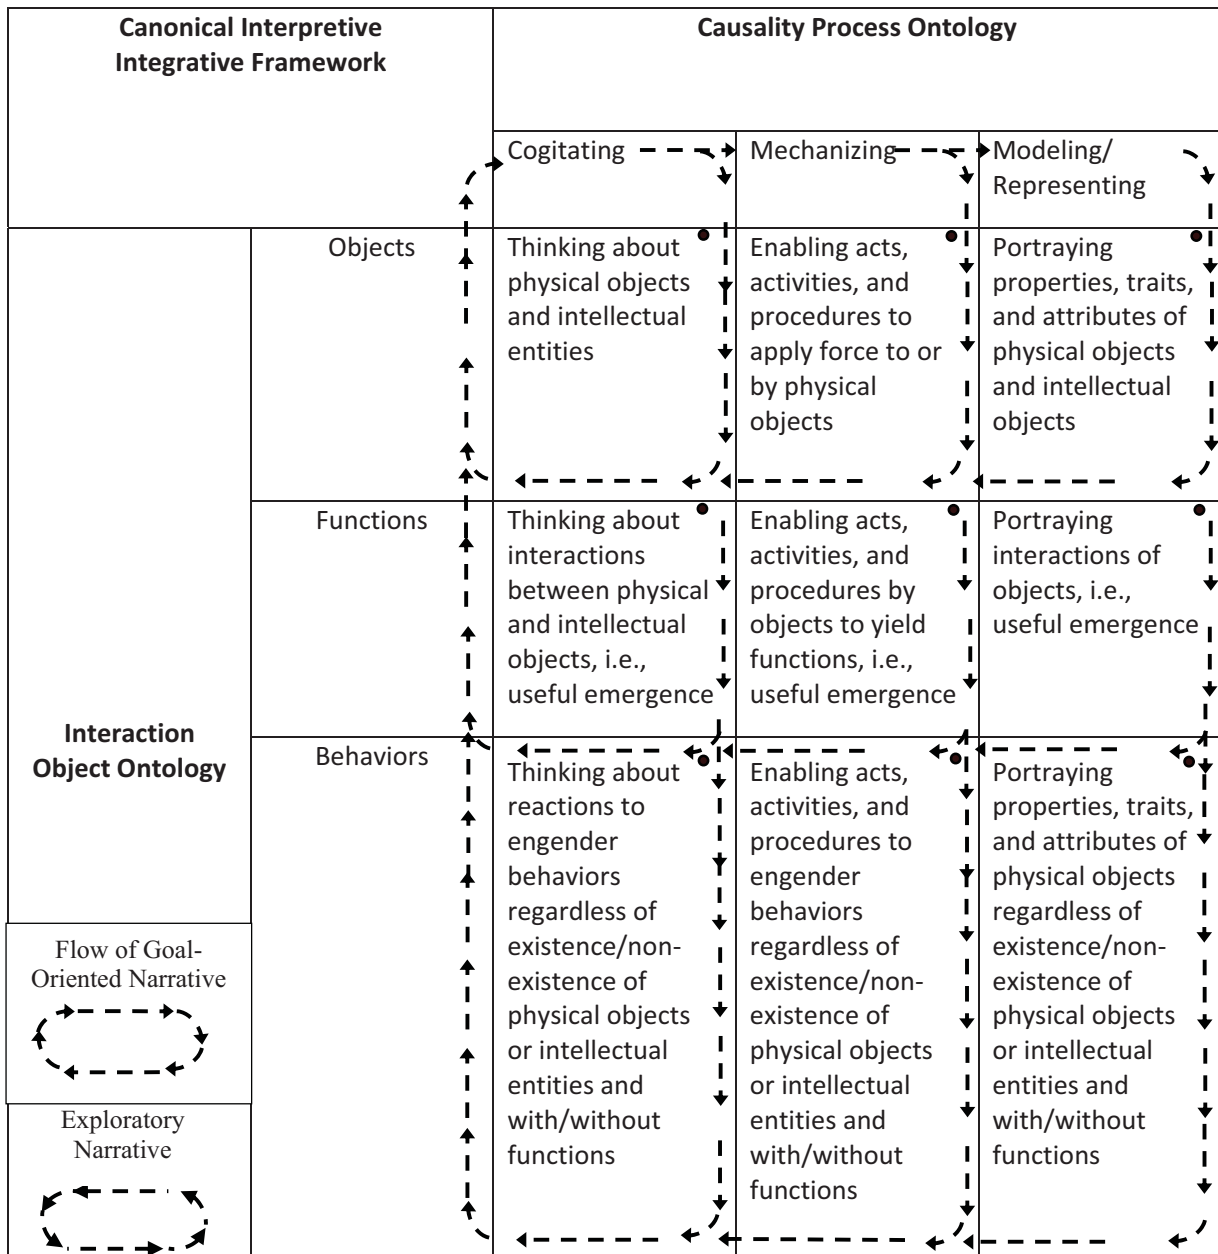 Canonical Interpretive
Integrative Framework
Causality Process Ontology
Cogitating
Mechanizing
Modeling/
Representing
Objects
Thinking about
physical objects
and intellectual
entities
Enabling acts,
activities, and
procedures to
apply force to or
by physical
objects
Portraying
properties, traits,
and attributes of
physical objects
and intellectual
objects
Functions
Thinking about
interactions
between physical
and intellectual
objects, i.e.,
useful emergence
Enabling acts,
activities, and
procedures by
objects to yield
functions, i.e.,
useful emergence
Portraying
interactions of
objects, i.e.,
useful emergence
Interaction
Object Ontology
Behaviors
Thinking about
reactions to
engender
behaviors
regardless of
existence/non-
existence of
physical objects
or intellectual
entities and
with/without
functions
Enabling acts,
activities, and
procedures to
engender
behaviors
regardless of
existence/non-
existence of
physical objects
or intellectual
entities and
with/without
functions
Portraying
properties, traits,
and attributes of
physical objects
regardless of
existence/non-
existence of
physical objects
or intellectual
entities and
with/without
functions
Flow of Goal-
Oriented Narrative
Exploratory
Narrative